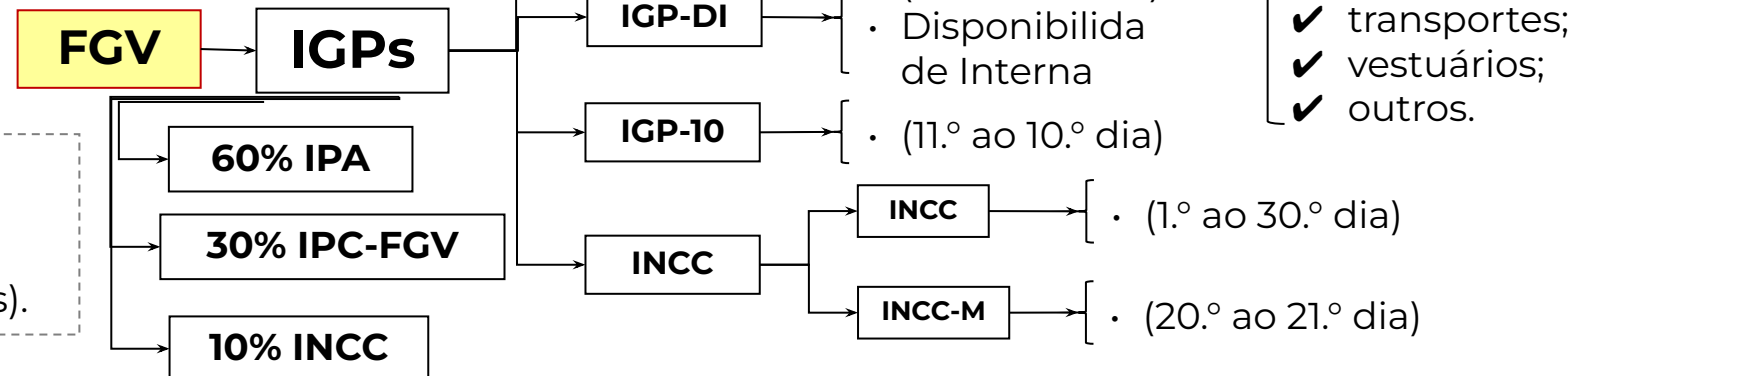 FGV
IGPs
60% IPA
30% IPC-FGV
10% INCC
s).
IGP-DI
• Disponibilida
de Interna
IGP-10
• (11.º ao 10.º dia)
INCC
INCC
• (1.º ao 30.º dia)
INCC-M
• (20.º ao 21.º dia)
✔ transportes;
✔ vestuários;
✔ outros.